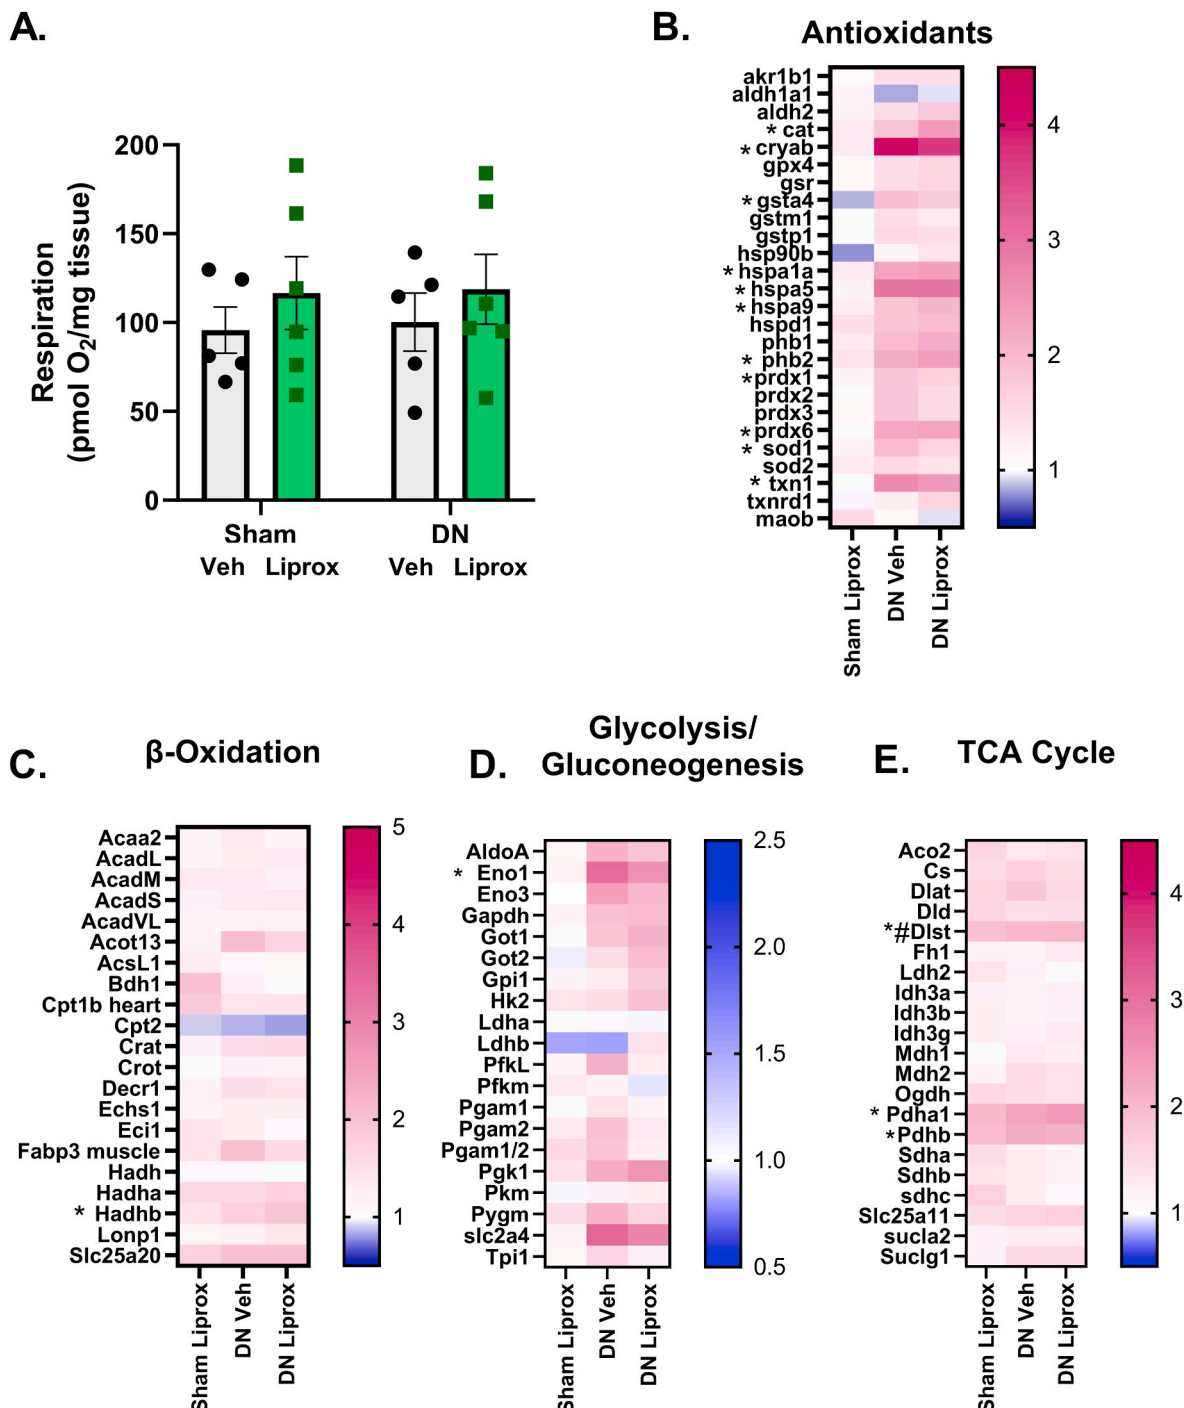 A.
200
150
100
50
0
Respiration
(pmol O2/mg tissue)
Sham
DN
Veh Liprox Veh Liprox
B.
Antioxidants
akr1b1
aldh1a1
aldh2
* cat
* cryab
gpx4
gsr
* gsta4
gstm1
gstp1
hsp90b
* hspa1a
* hspa5
* hspa9
hspd1
phb1
* phb2
* prdx1
prdx2
prdx3
* prdx6
* sod1
sod2
* txn1
txnrd1
maob
4
3
2
1
Sham Liprox
DN Veh
DN Liprox
C.
β-Oxidation
Acaa2
AcadL
AcadM
AcadS
AcadVL
Acot13
AcsL1
Bdh1
Cpt1b heart
Cpt2
Crat
Crot
Decr1
Echs1
Eci1
Fabp3 muscle
Hadh
Hadha
* Hadhb
Lonp1
Slc25a20
5
4
3
2
1
Sham Liprox
DN Veh
DN Liprox
D.
Glycolysis/
Gluconeogenesis
AldoA
* Eno1
Eno3
Gapdh
Got1
Got2
Gpi1
Hk2
Ldha
Ldhb
PfkL
Pfkm
Pgam1
Pgam2
Pgam1/2
Pgk1
Pkm
Pygm
slc2a4
Tpi1
2.5
2.0
1.5
1.0
0.5
Sham Liprox
DN Veh
DN Liprox
E.
TCA Cycle
Aco2
Cs
Dlat
Dld
*#Dlst
Fh1
Ldh2
Idh3a
Idh3b
Idh3g
Mdh1
Mdh2
Ogdh
* Pdha1
*Pdhb
Sdha
Sdhb
sdhc
Slc25a11
sucla2
Suclg1
4
3
2
1
Sham Liprox
DN Veh
DN Liprox